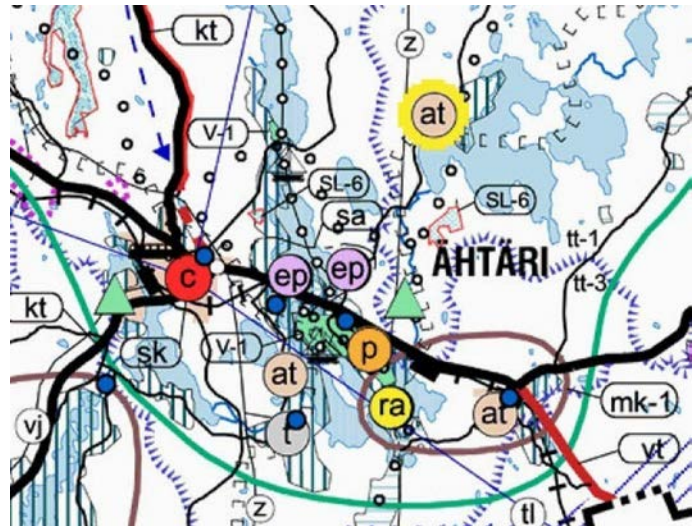 kt
z
at
V-1
SL-6
SL-6
sa
ÄHTÄRI
tt-1
ep
ep
c
tt-3
kt
sk
V-1
p
at
ra
at
mk-1
vj
t
vt
z
tl